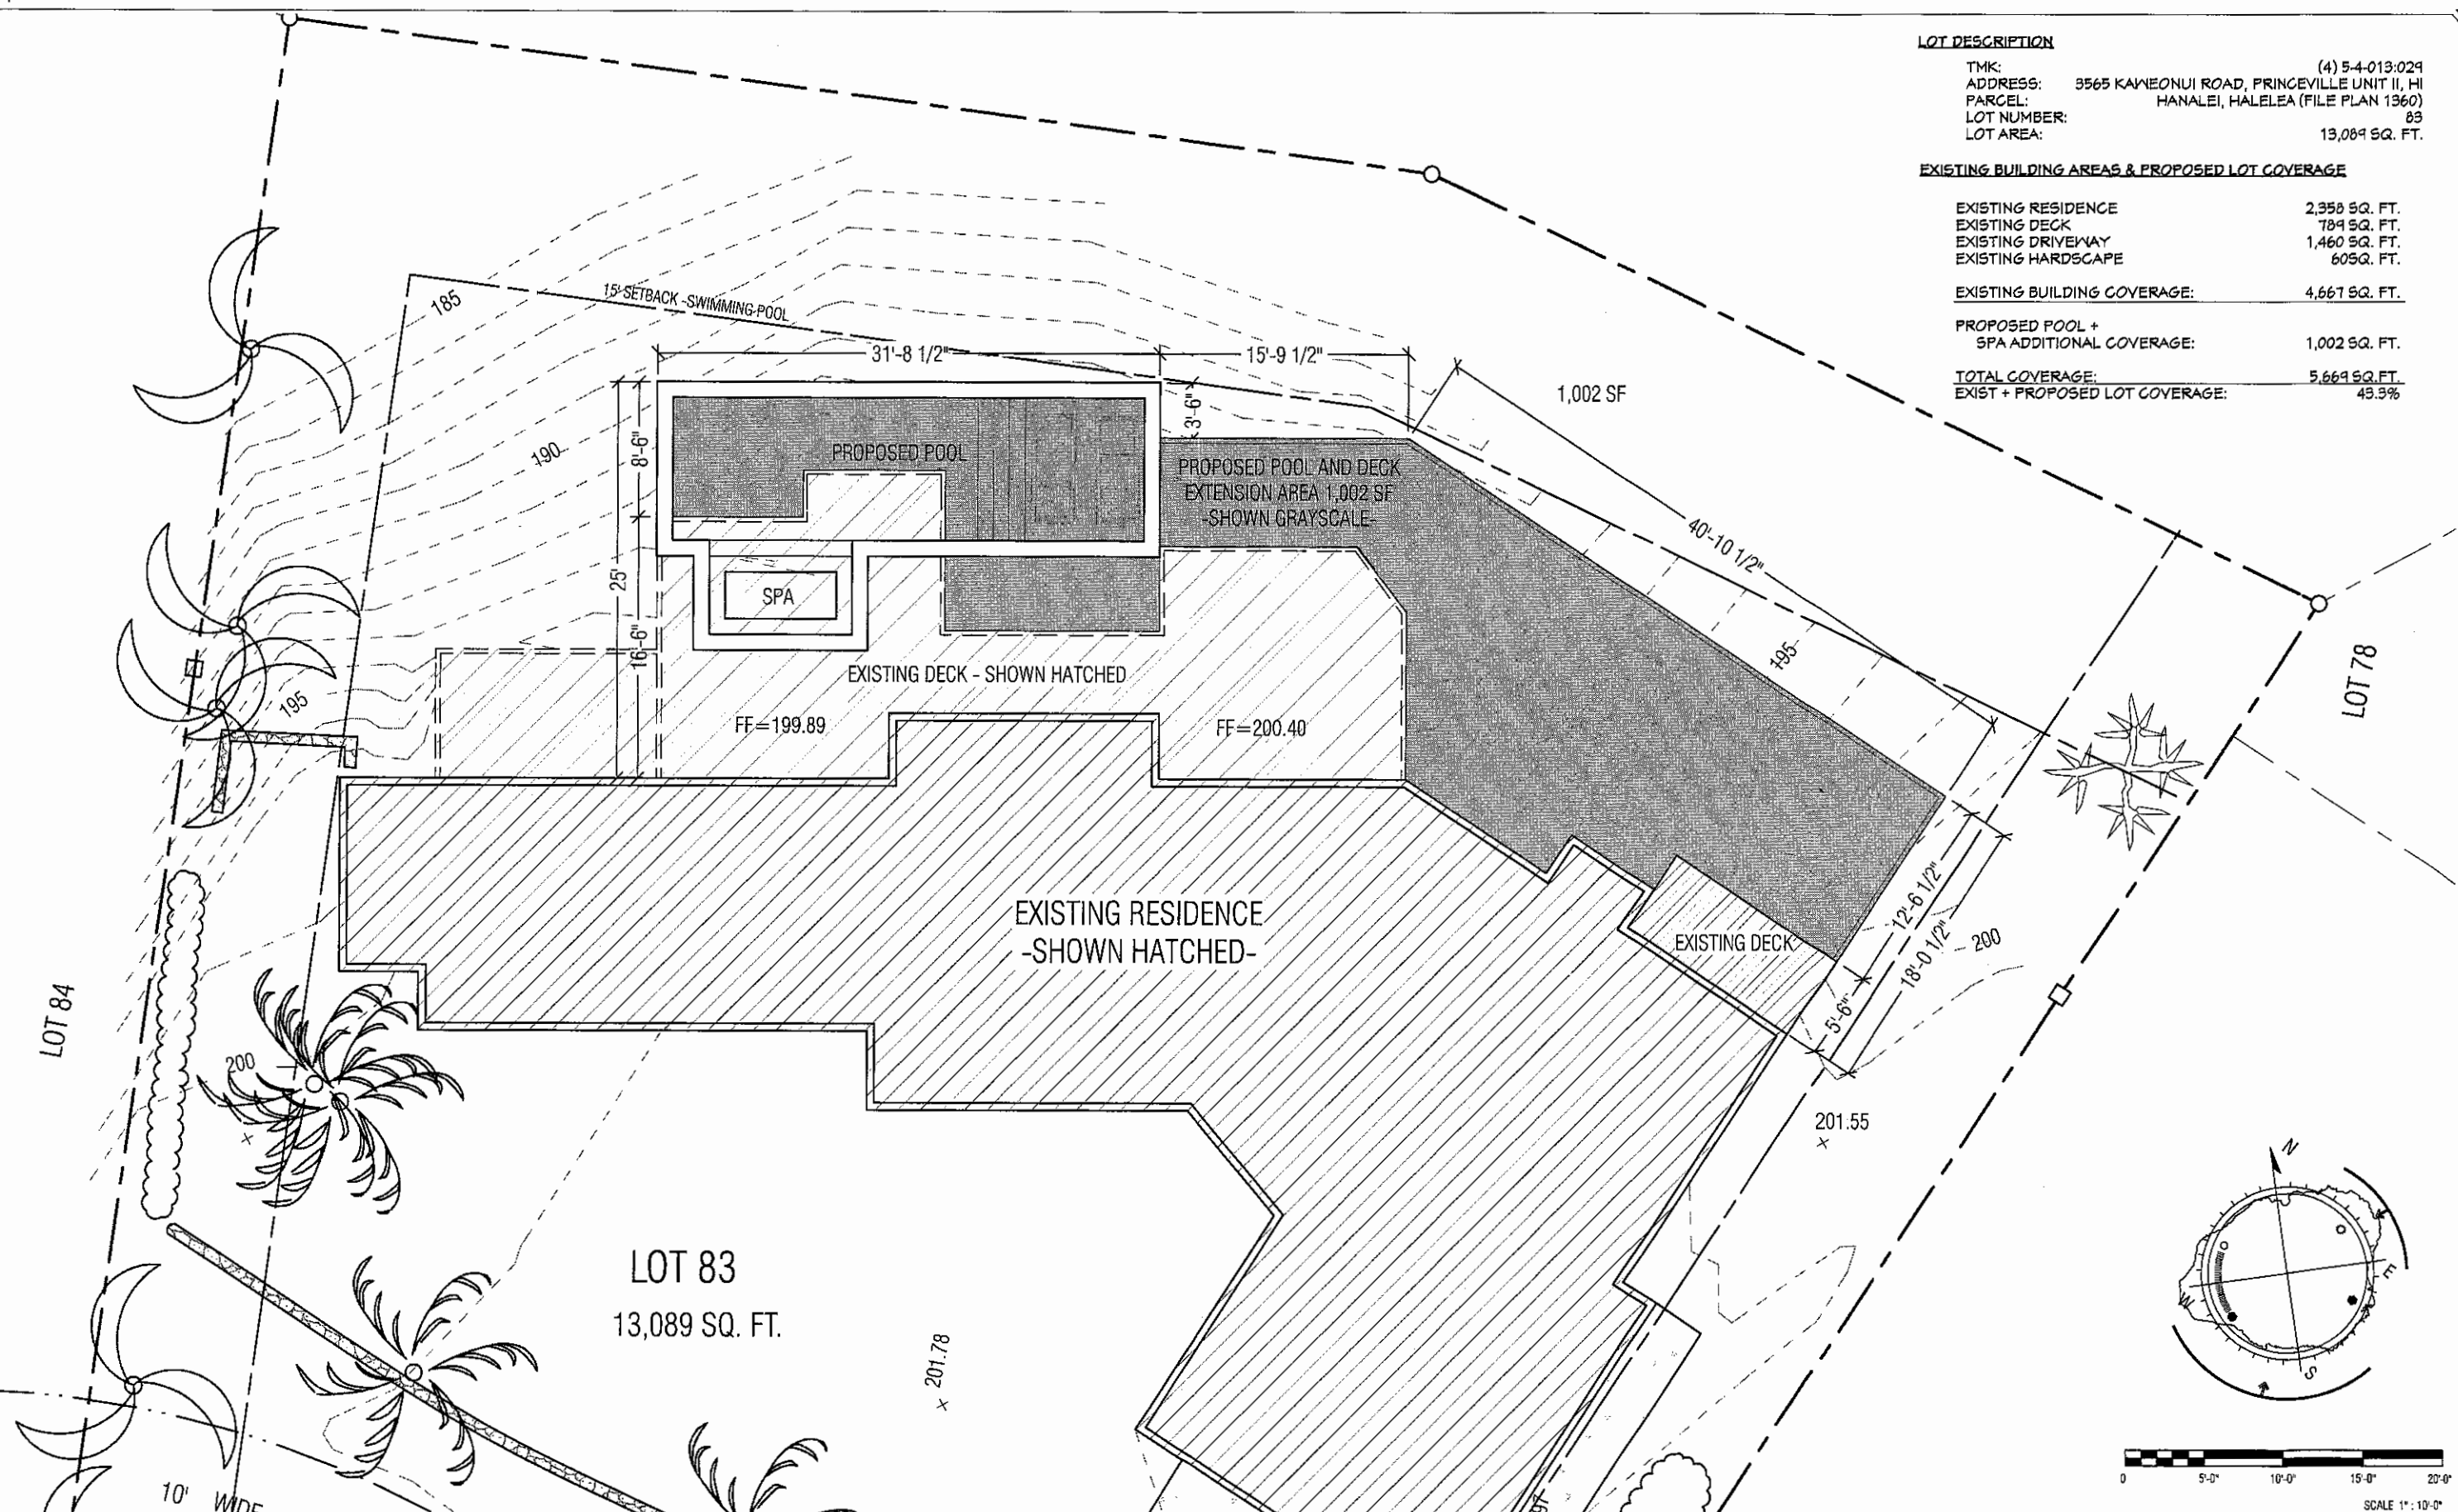 LOT DESCRIPTION
TMK: (4) 5-4-013:029
ADDRESS: 3565 KAWEONUI ROAD, PRINCEVILLE UNIT II, HI
PARCEL: HANALEI, HALELEA (FILE PLAN 1360)
LOT NUMBER: 83
LOT AREA: 13,089 SQ. FT.
EXISTING BUILDING AREAS & PROPOSED LOT COVERAGE
EXISTING RESIDENCE 2,358 SQ. FT.
EXISTING DECK 789 SQ. FT.
EXISTING DRIVEWAY 1,460 SQ. FT.
EXISTING HARDSCAPE 60SQ. FT.
EXISTING BUILDING COVERAGE: 4,667 SQ. FT.
PROPOSED POOL +
SPA ADDITIONAL COVERAGE: 1,002 SQ. FT.
TOTAL COVERAGE: 5,669 SQ.FT.
EXIST + PROPOSED LOT COVERAGE: 43.3%
185
15' SETBACK -SWIMMING POOL
31'-8 1/2"
15'-9 1/2"
1,002 SF
3'-6"
8'-6"
190
PROPOSED POOL
PROPOSED POOL AND DECK
EXTENSION AREA 1,002 SF
-SHOWN GRAYSCALE-
40'-10 1/2"
25'
SPA
16'-6"
195
195
LOT 78
EXISTING DECK - SHOWN HATCHED
FF=199.89
FF=200.40
EXISTING RESIDENCE
-SHOWN HATCHED-
EXISTING DECK
12'-6 1/2"
18'-0 1/2"
200
5'-6"
LOT 84
200
201.55
LOT 83
13,089 SQ. FT.
201.78
N
E
W
S
10' WIDE
97
0 5'-0" 10'-0" 15'-0" 20'-0"
SCALE 1" : 10'-0"